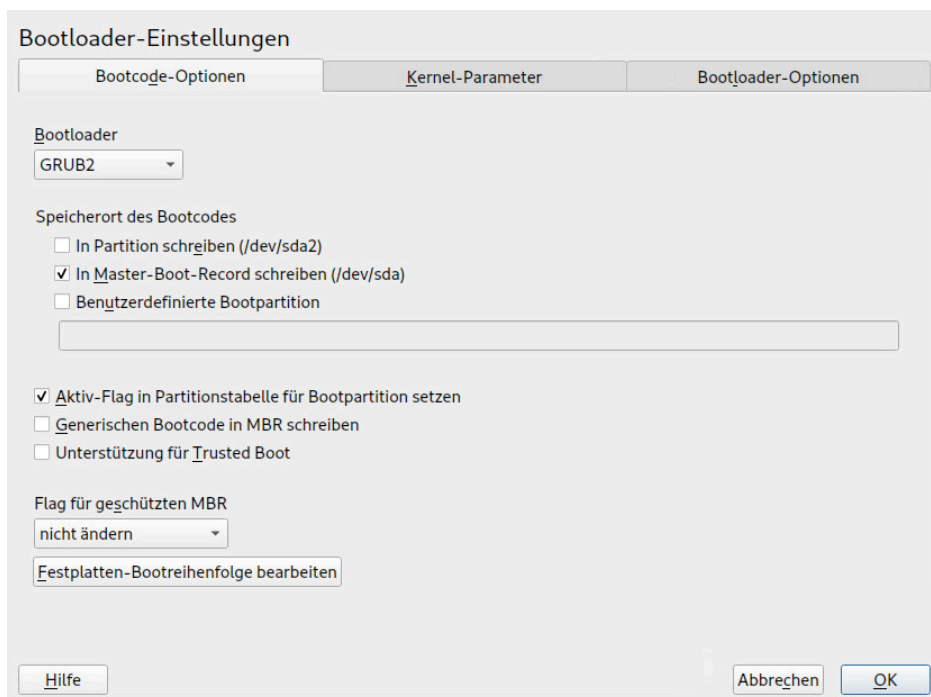 Bootloader-Einstellungen
Bootcode-Optionen
Kernel-Parameter
Bootloader-Optionen
Bootloader
GRUB2
Speicherort des Bootcodes
In Partition schreiben (/dev/sda2)
In Master-Boot-Record schreiben (/dev/sda)
Benutzerdefinierte Bootpartition
Aktiv-Flag in Partitionstabelle für Bootpartition setzen
Generischen Bootcode in MBR schreiben
Unterstützung für Trusted Boot
Flag für geschützten MBR
nicht ändern
Festplatten-Bootreihenfolge bearbeiten
Hilfe
Abbrechen
OK